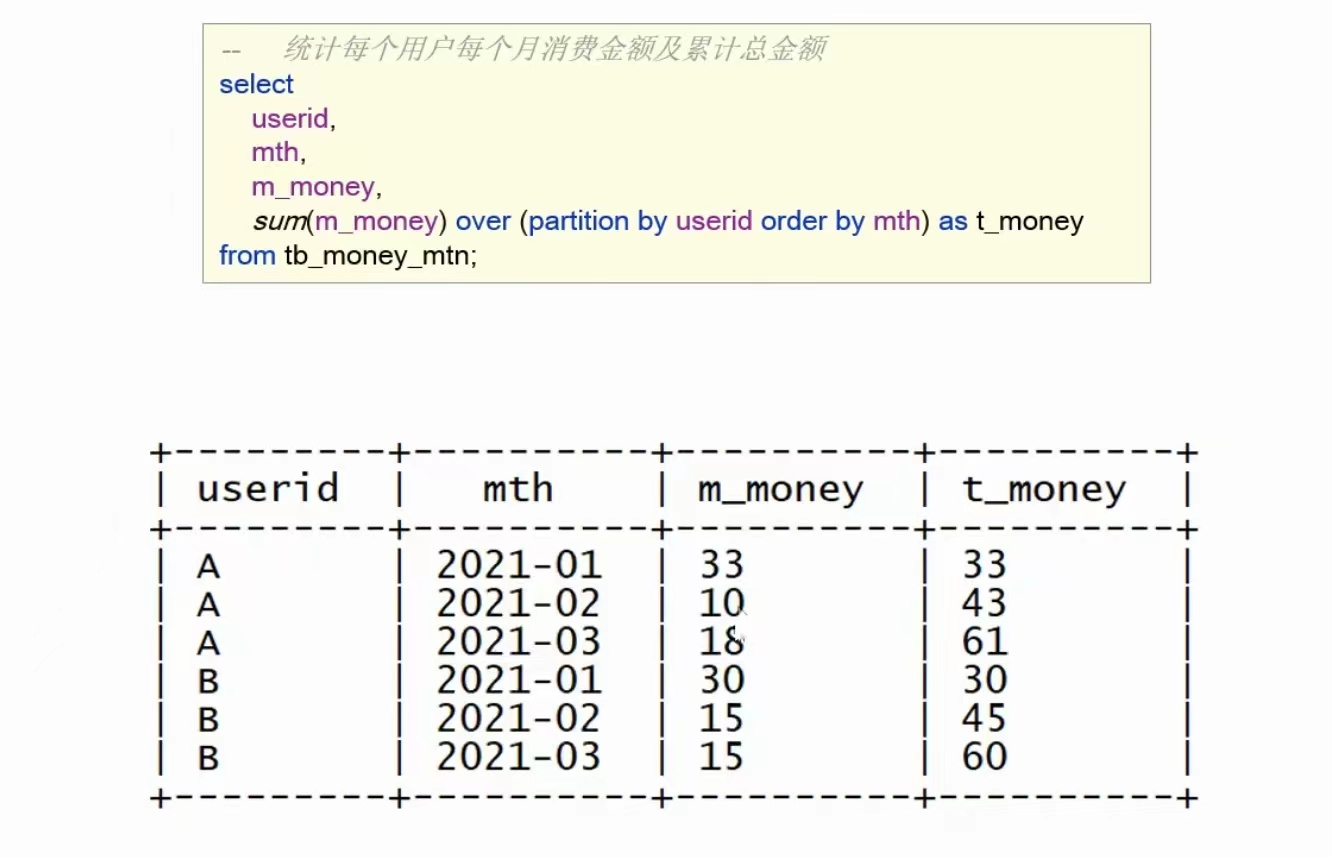 -- 统计每个用户每个月消费金额及累计总金额
select
userid,
mth,
m_money,
sum(m_money) over (partition by userid order by mth) as t_money
from tb_money_mtn;
+---------+----------+----------+----------+
| userid | mth | m_money | t_money |
+---------+----------+----------+----------+
| A | 2021-01 | 33 | 33 |
| A | 2021-02 | 10 | 43 |
| A | 2021-03 | 18 | 61 |
| B | 2021-01 | 30 | 30 |
| B | 2021-02 | 15 | 45 |
| B | 2021-03 | 15 | 60 |
+---------+----------+----------+----------+